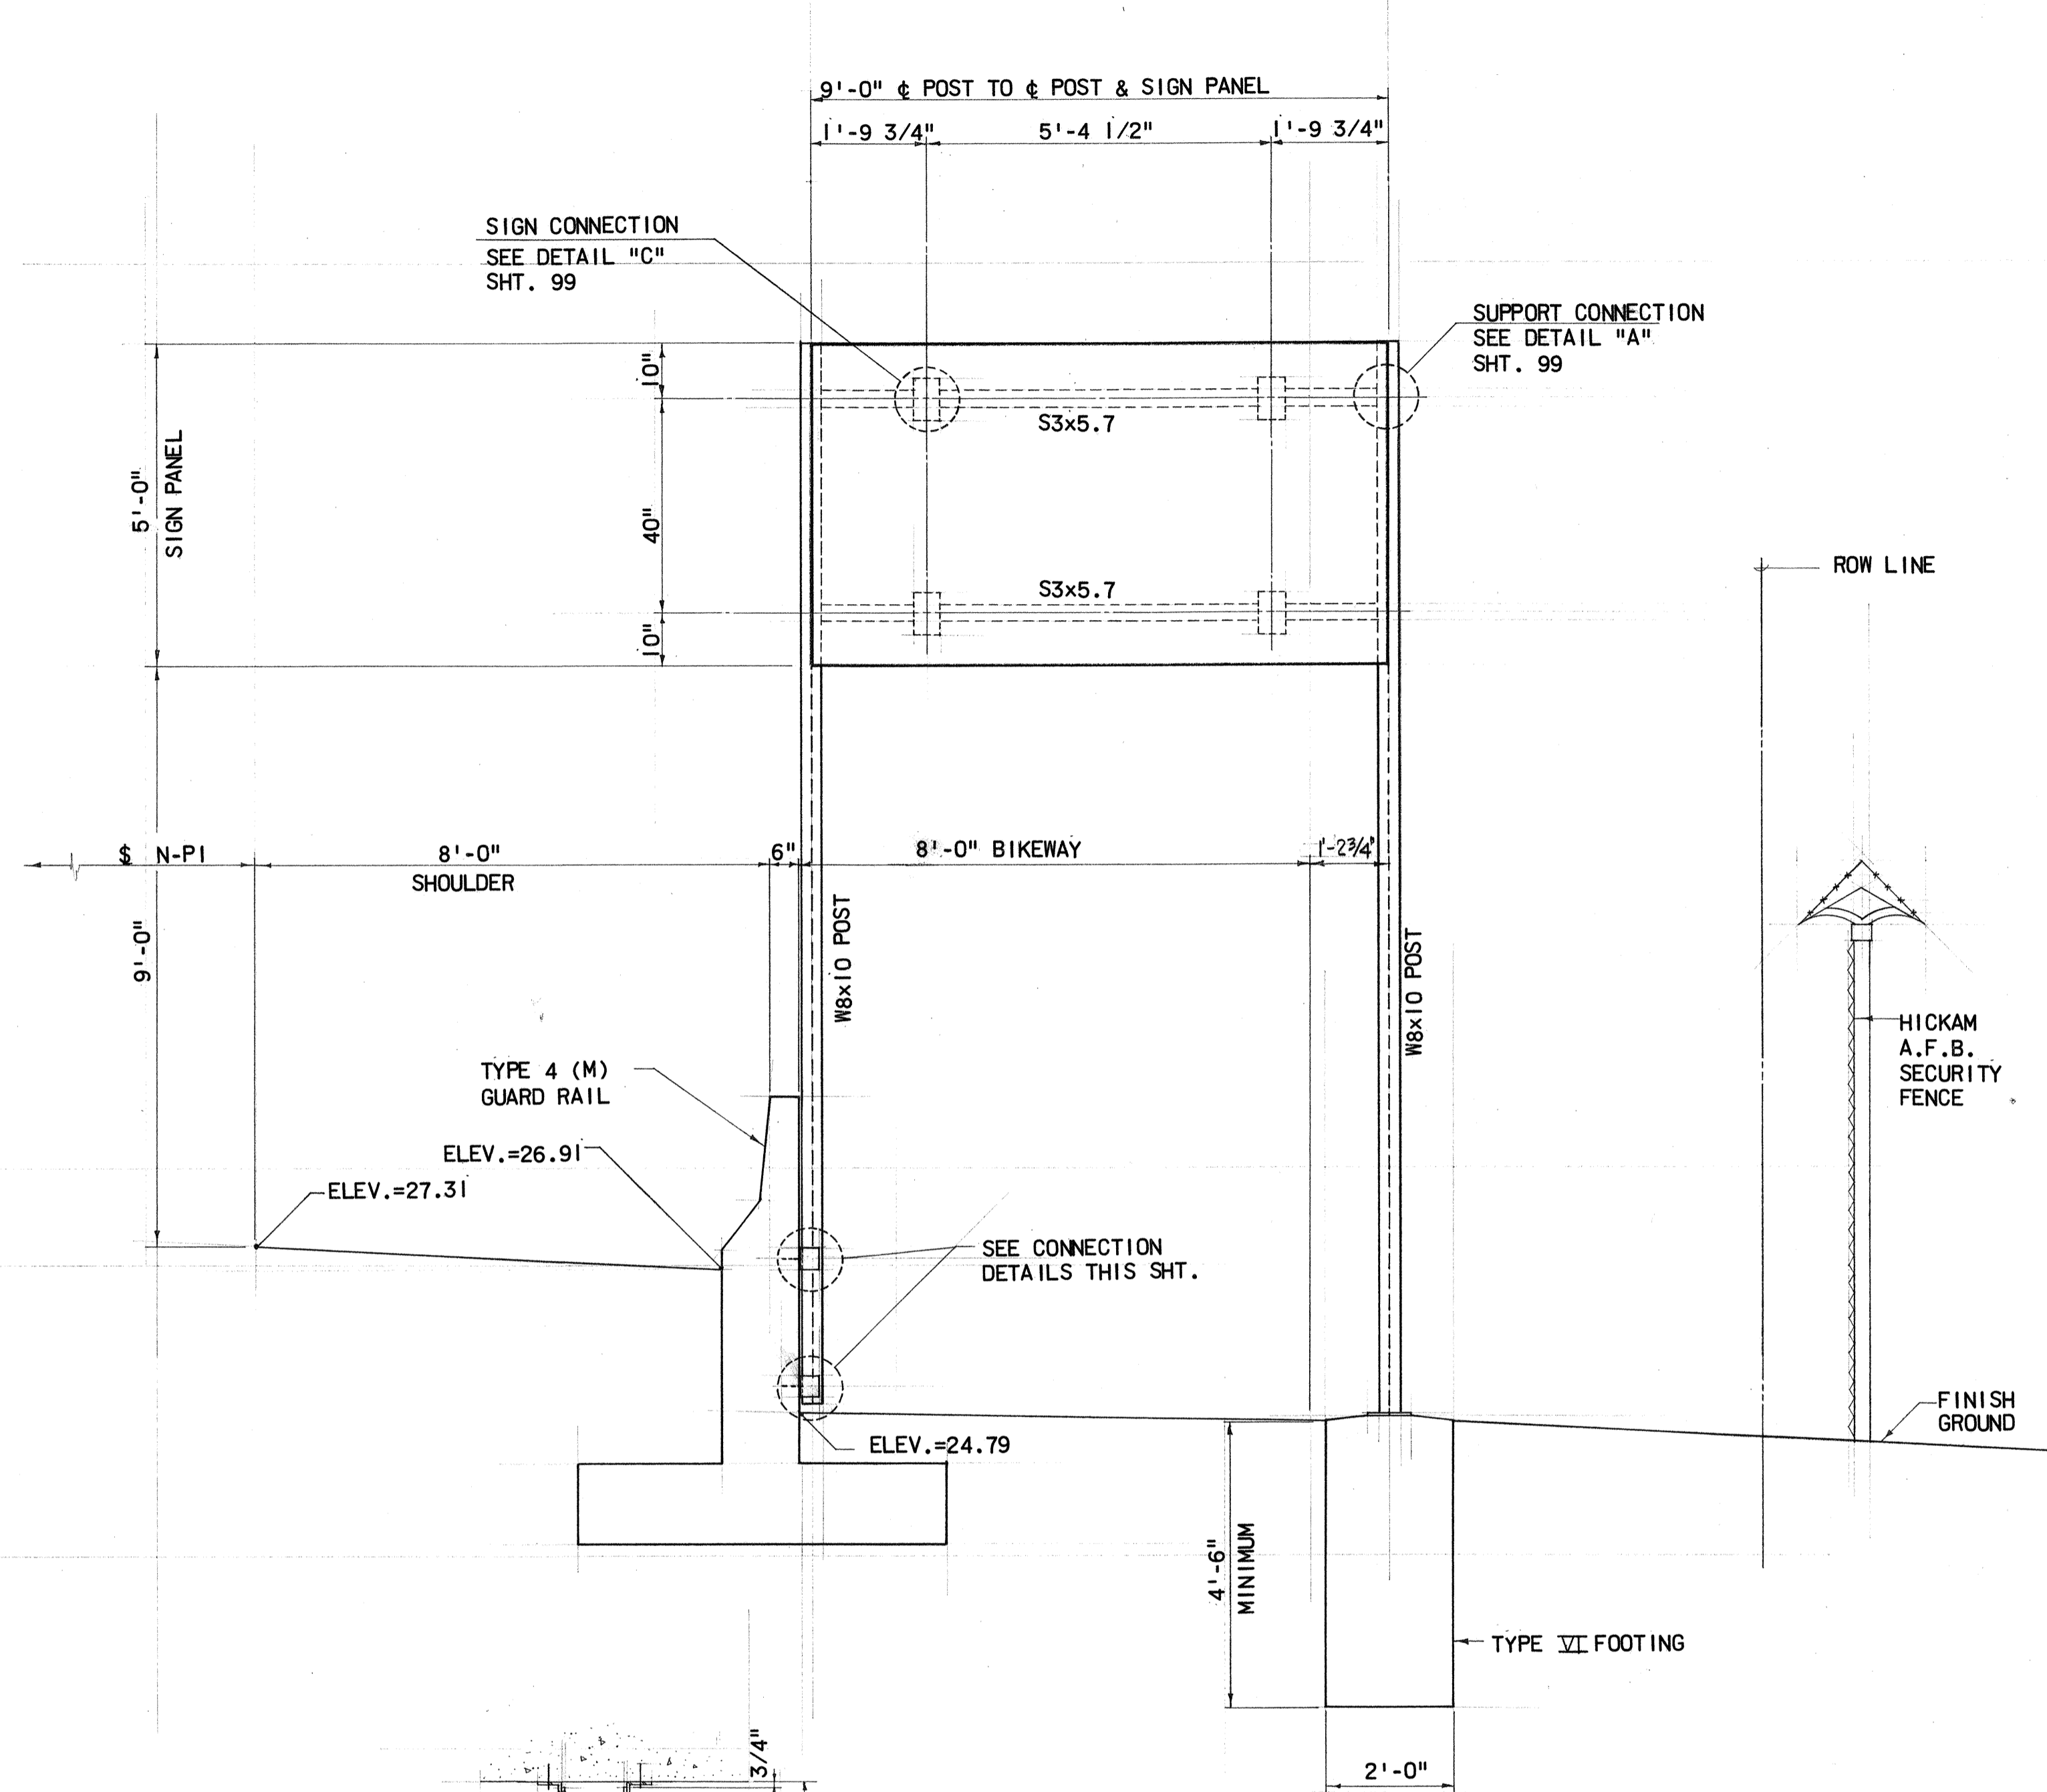 9'-0" ℄ POST TO ℄ POST & SIGN PANEL
1'-9 3/4"
5'-4 1/2"
1'-9 3/4"
SIGN CONNECTION
SEE DETAIL "C"
SHT. 99
SUPPORT CONNECTION
SEE DETAIL "A"
SHT. 99
10"
S3x5.7
5'-0"
SIGN PANEL
40"
S3x5.7
10"
ROW LINE
N-P1
8'-0"
SHOULDER
6"
8'-0" BIKEWAY
1'-2 3/4"
9'-0"
W8x10 POST
W8x10 POST
HICKAM
A.F.B.
SECURITY
FENCE
TYPE 4 (M)
GUARD RAIL
ELEV.=26.91
ELEV.=27.31
SEE CONNECTION
DETAILS THIS SHT.
FINISH
GROUND
ELEV.=24.79
4'-6"
MINIMUM
TYPE VI FOOTING
3/4"
2'-0"